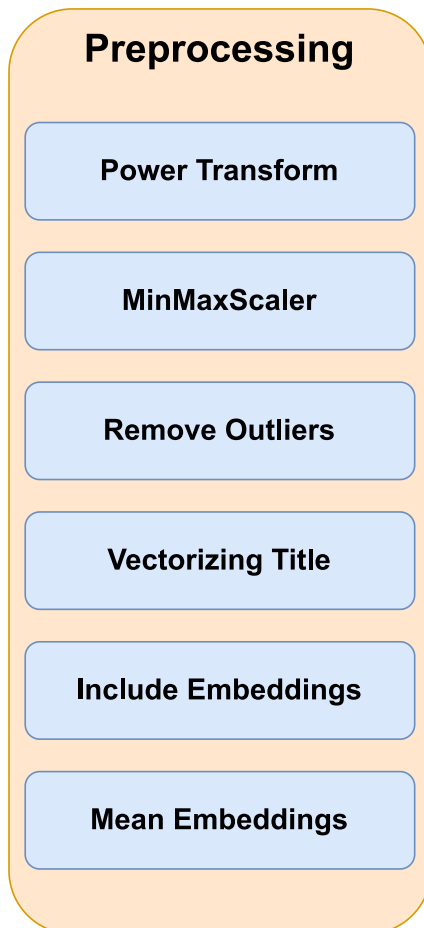 Preprocessing
Power Transform
MinMaxScaler
Remove Outliers
Vectorizing Title
Include Embeddings
Mean Embeddings